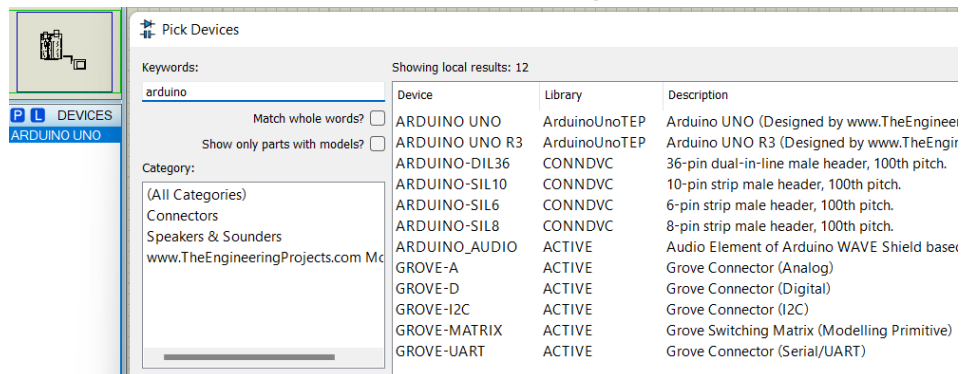 Pick Devices
Keywords:
arduino
Match whole words?
Show only parts with models?
Category:
(All Categories)
Connectors
Speakers & Sounders
www.TheEngineeringProjects.com Mc
P L DEVICES
ARDUINO UNO
Showing local results: 12
Device Library Description
ARDUINO UNO ArduinoUnoTEP Arduino UNO (Designed by www.TheEngineer
ARDUINO UNO R3 ArduinoUnoTEP Arduino UNO R3 (Designed by www.TheEngin
ARDUINO-DIL36 CONNDVC 36-pin dual-in-line male header, 100th pitch.
ARDUINO-SIL10 CONNDVC 10-pin strip male header, 100th pitch.
ARDUINO-SIL6 CONNDVC 6-pin strip male header, 100th pitch.
ARDUINO-SIL8 CONNDVC 8-pin strip male header, 100th pitch.
ARDUINO_AUDIO ACTIVE Audio Element of Arduino WAVE Shield base
GROVE-A ACTIVE Grove Connector (Analog)
GROVE-D ACTIVE Grove Connector (Digital)
GROVE-I2C ACTIVE Grove Connector (I2C)
GROVE-MATRIX ACTIVE Grove Switching Matrix (Modelling Primitive)
GROVE-UART ACTIVE Grove Connector (Serial/UART)